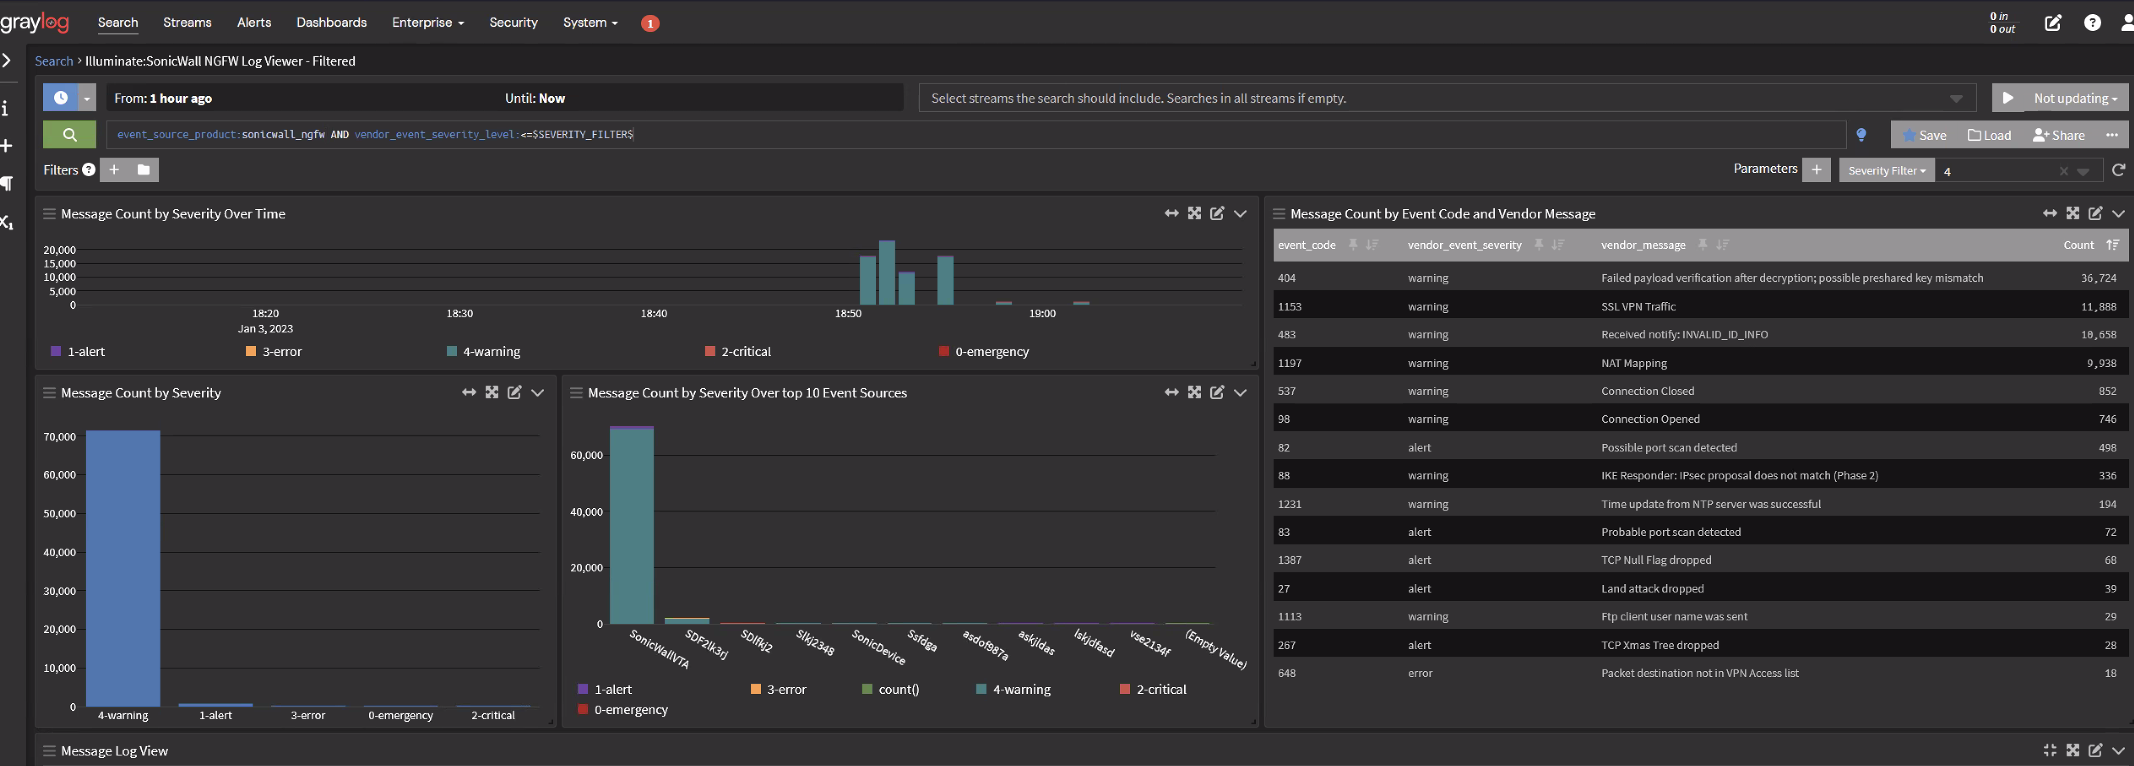 graylog Search Streams Alerts Dashboards Enterprise Security System 1 0 in
0 out
Search › Illuminate:SonicWall NGFW Log Viewer - Filtered
From: 1 hour ago Until: Now Select streams the search should include. Searches in all streams if empty. Not updating
event_source_product:sonicwall_ngfw AND vendor_event_severity_level:<=$SEVERITY_FILTER$ Save Load Share
Filters Parameters Severity Filter 4
Message Count by Severity Over Time
20,000
15,000
10,000
5,000
0
18:20 18:30 18:40 18:50 19:00
Jan 3, 2023
1-alert 3-error 4-warning 2-critical 0-emergency
Message Count by Event Code and Vendor Message
event_code vendor_event_severity vendor_message Count
404 warning Failed payload verification after decryption; possible preshared key mismatch 36,724
1153 warning SSL VPN Traffic 11,888
483 warning Received notify: INVALID_ID_INFO 10,658
1197 warning NAT Mapping 9,938
537 warning Connection Closed 852
98 warning Connection Opened 746
82 alert Possible port scan detected 498
88 warning IKE Responder: IPsec proposal does not match (Phase 2) 336
1231 warning Time update from NTP server was successful 194
83 alert Probable port scan detected 72
1387 alert TCP Null Flag dropped 68
27 alert Land attack dropped 39
1113 warning Ftp client user name was sent 29
267 alert TCP Xmas Tree dropped 28
648 error Packet destination not in VPN Access list 18
Message Count by Severity
70,000
60,000
50,000
40,000
30,000
20,000
10,000
0
4-warning 1-alert 3-error 0-emergency 2-critical
Message Count by Severity Over top 10 Event Sources
60,000
40,000
20,000
0
SonicWallVTA SDF2lk3rj SDlfkj2 Slkj2348 SonicDevice Ssfdga asdof987a askjldas lskjdfasd vse2134f (Empty Value)
1-alert 3-error count() 4-warning 2-critical
0-emergency
Message Log View